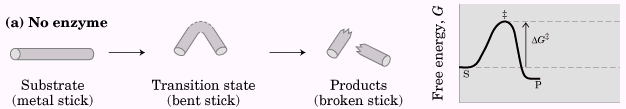 (a) No enzyme
Substrate
(metal stick)
Transition state
(bent stick)
Products
(broken stick)
Free energy, G
‡
ΔG‡
S
P